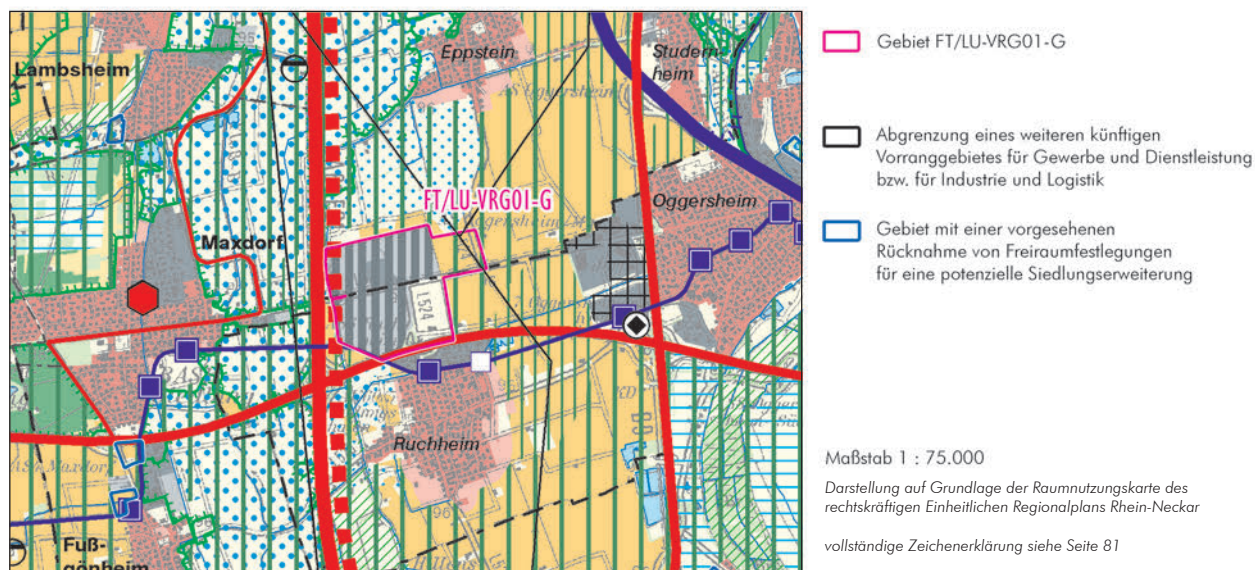 Lambsheim
Eppstein
Studern-
heim
FT/LU-VRG01-G
Oggersheim
Maxdorf
L524
Ruchheim
Fuß-
gönheim
Gebiet FT/LU-VRG01-G
Abgrenzung eines weiteren künftigen
Vorranggebietes für Gewerbe und Dienstleistung
bzw. für Industrie und Logistik
Gebiet mit einer vorgesehenen
Rücknahme von Freiraumfestlegungen
für eine potenzielle Siedlungserweiterung
Maßstab 1 : 75.000
Darstellung auf Grundlage der Raumnutzungskarte des
rechtskräftigen Einheitlichen Regionalplans Rhein-Neckar
vollständige Zeichenerklärung siehe Seite 81